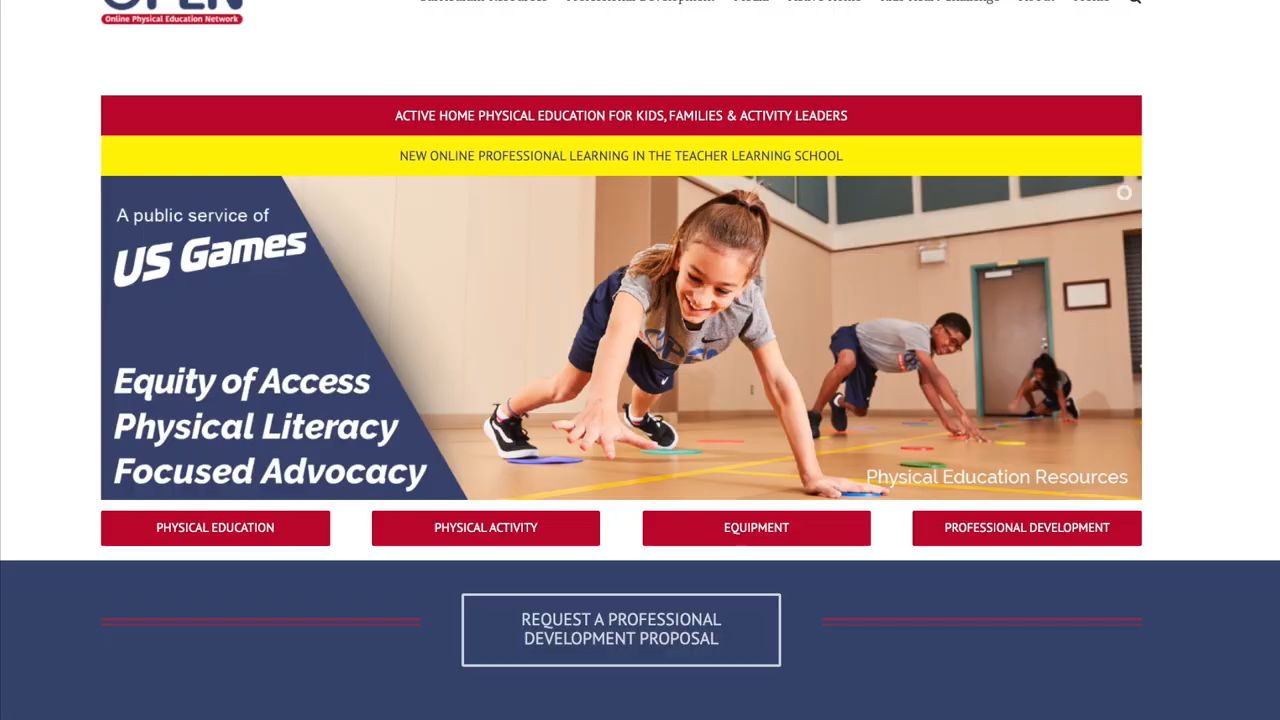 OPEN
Online Physical Education Network
ACTIVE HOME PHYSICAL EDUCATION FOR KIDS, FAMILIES & ACTIVITY LEADERS
NEW ONLINE PROFESSIONAL LEARNING IN THE TEACHER LEARNING SCHOOL
A public service of
US Games
Equity of Access
Physical Literacy
Focused Advocacy
Physical Education Resources
PHYSICAL EDUCATION
PHYSICAL ACTIVITY
EQUIPMENT
PROFESSIONAL DEVELOPMENT
REQUEST A PROFESSIONAL
DEVELOPMENT PROPOSAL